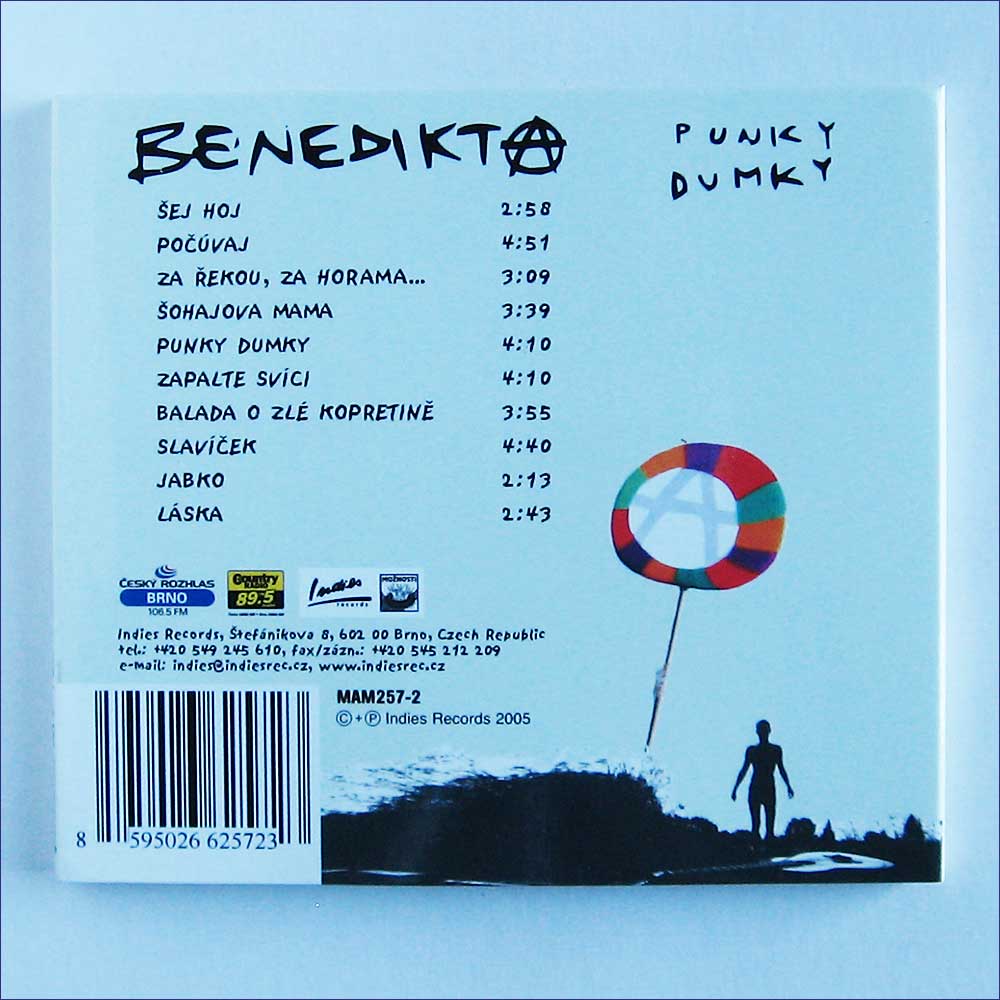 BENEDIKTA
PUNKY
DUMKY
ŠEJ HOJ 2:58
POČÚVAJ 4:51
ZA ŘEKOU, ZA HORAMA... 3:09
ŠOHAJOVA MAMA 3:39
PUNKY DUMKY 4:10
ZAPALTE SVÍCI 4:10
BALADA O ZLÉ KOPRETINĚ 3:55
SLAVÍČEK 4:40
JABKO 2:13
LÁSKA 2:43
ČESKÝ ROZHLAS
BRNO
106.5 FM
Country
RADIO
89.5
Indies
records
MOŽNOSTI
Indies Records, Štefánikova 8, 602 00 Brno, Czech Republic
tel.: +420 549 245 610, fax/zázn.: +420 545 212 209
e-mail: indies@indiesrec.cz, www.indiesrec.cz
MAM257-2
© + ℗ Indies Records 2005
8 595026 625723